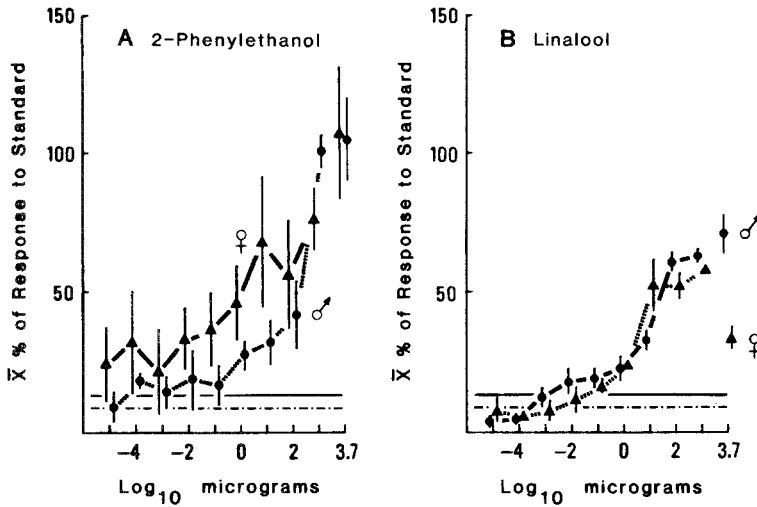 150
A 2-Phenylethanol
100
50
♀
♂
X̅ % of Response to Standard
-4 -2 0 2 3.7
Log10 micrograms
150
B Linalool
100
50
♂
♀
X̅ % of Response to Standard
-4 -2 0 2 3.7
Log10 micrograms